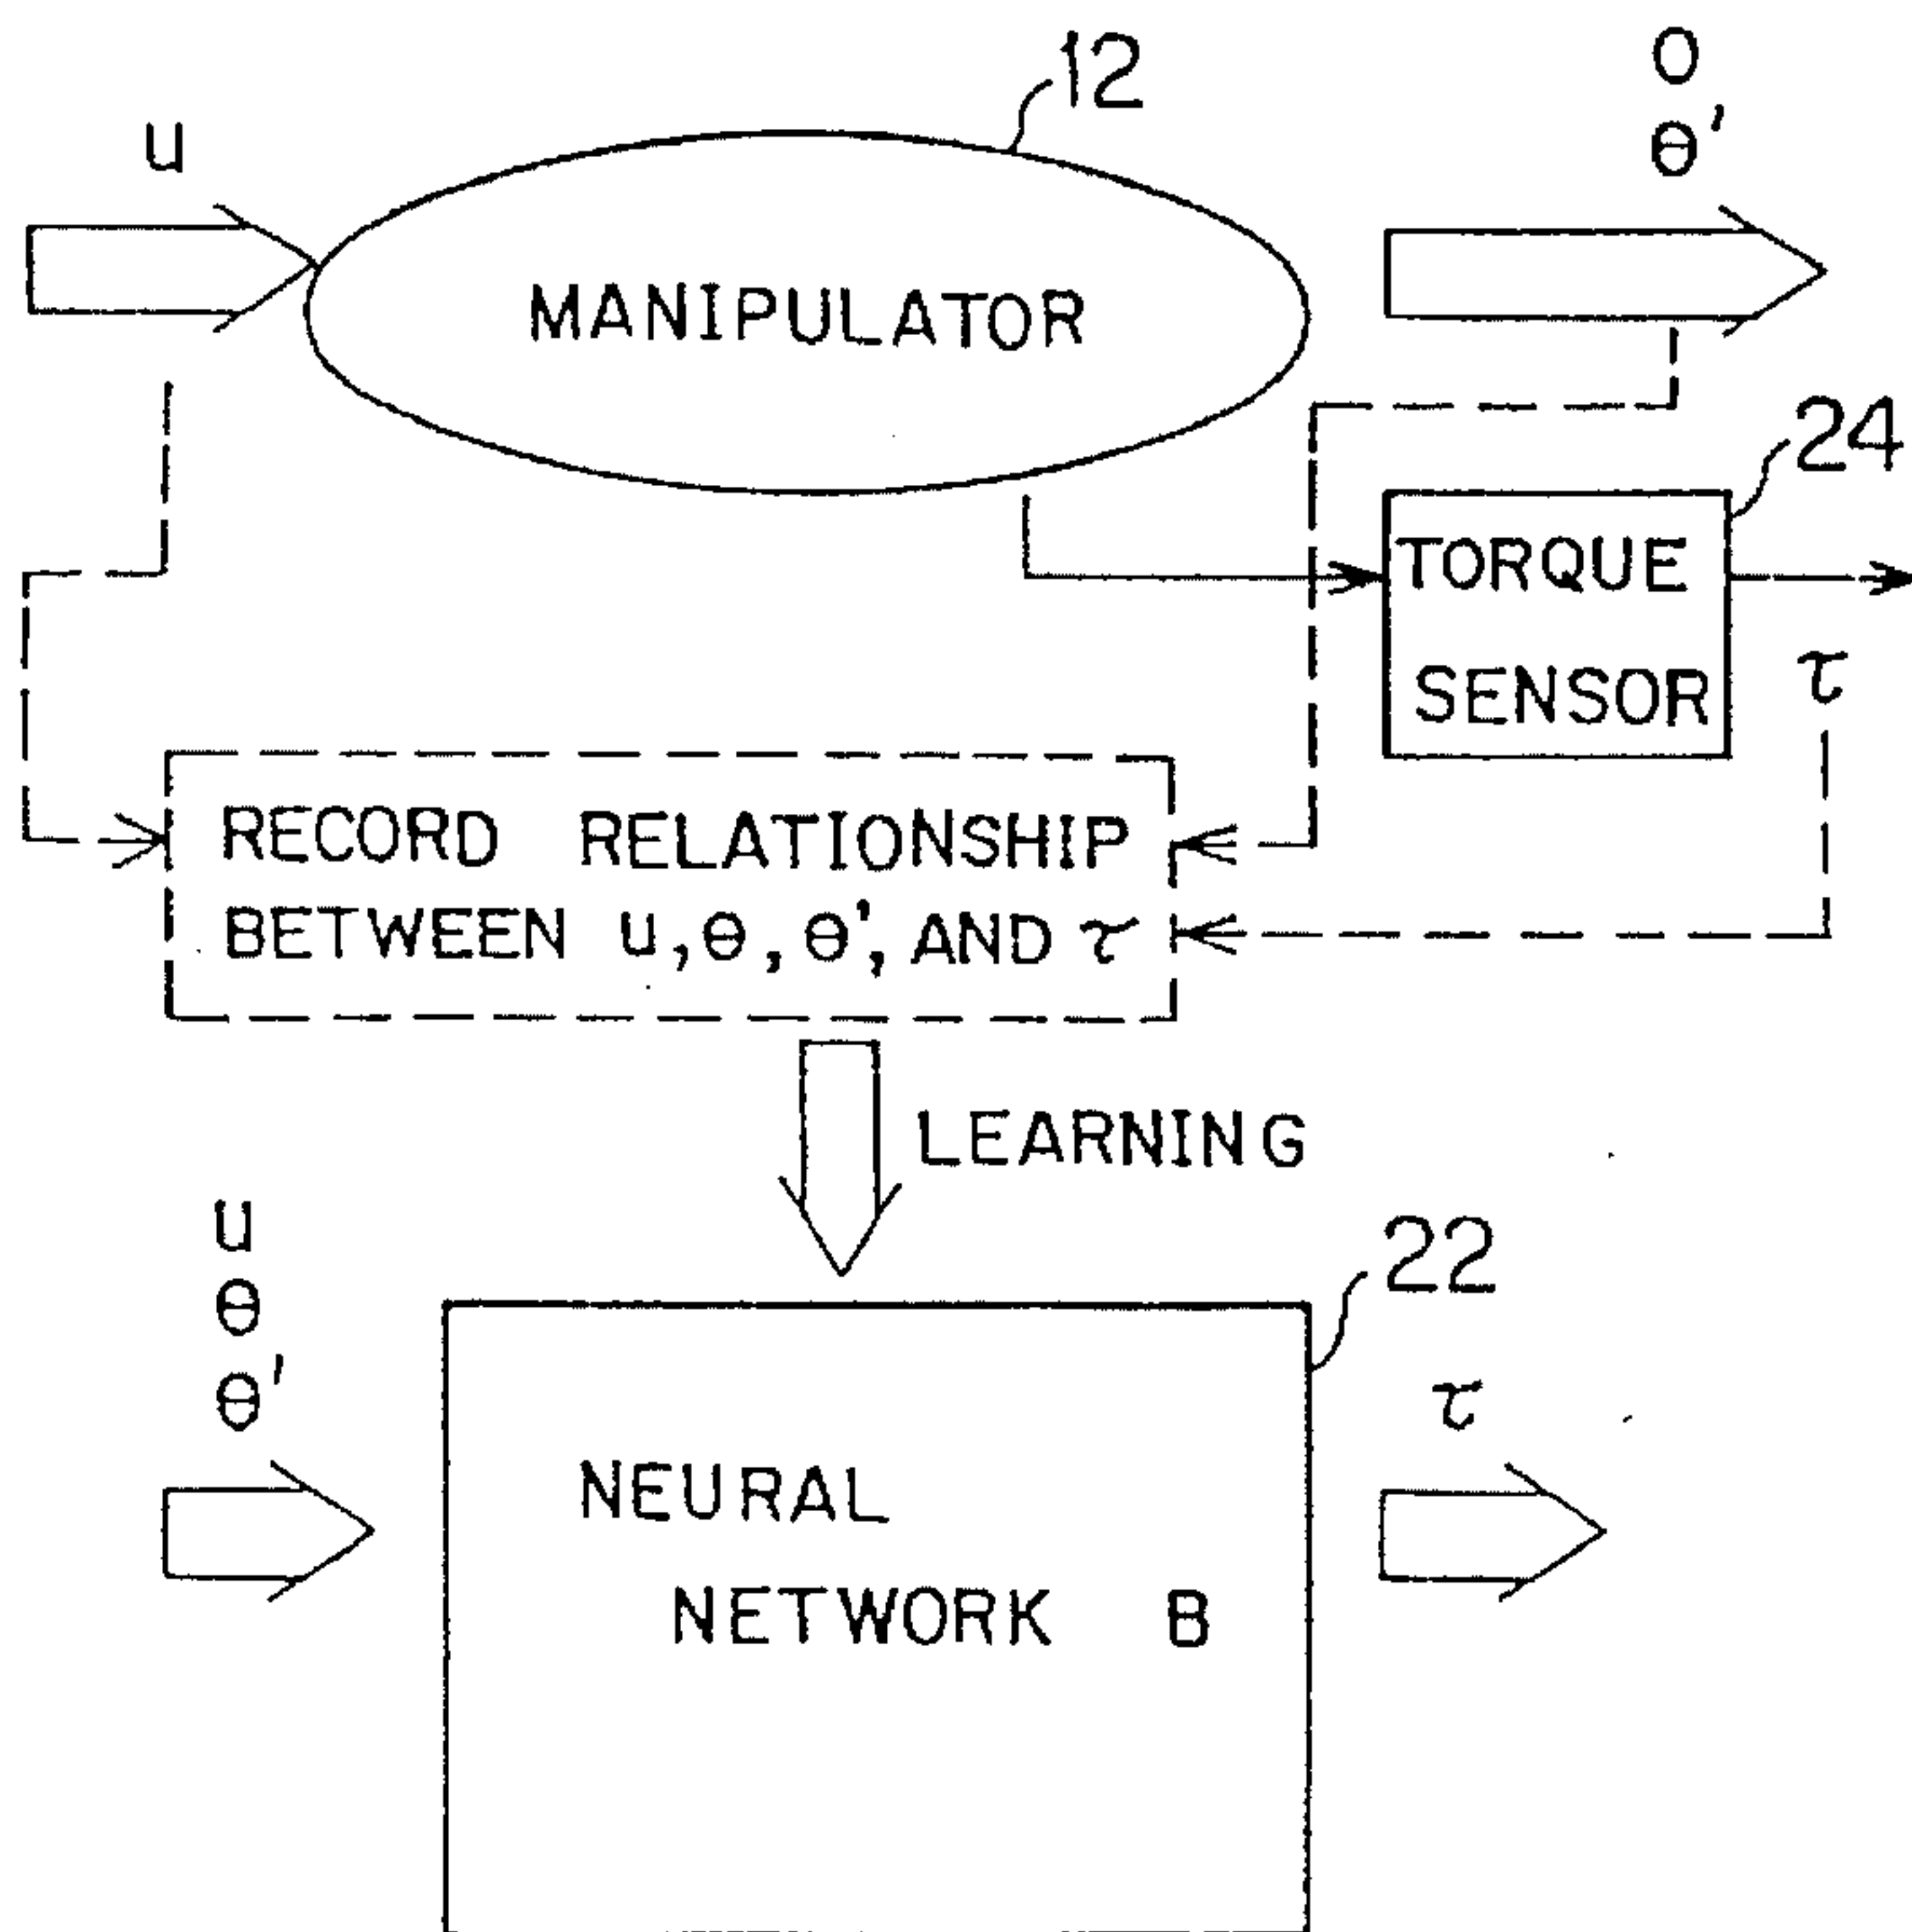 12
O
u
θ'
MANIPULATOR
24
TORQUE
SENSOR
τ
RECORD RELATIONSHIP
BETWEEN u, θ, θ', AND τ
LEARNING
u
θ
θ'
22
τ
NEURAL
NETWORK B